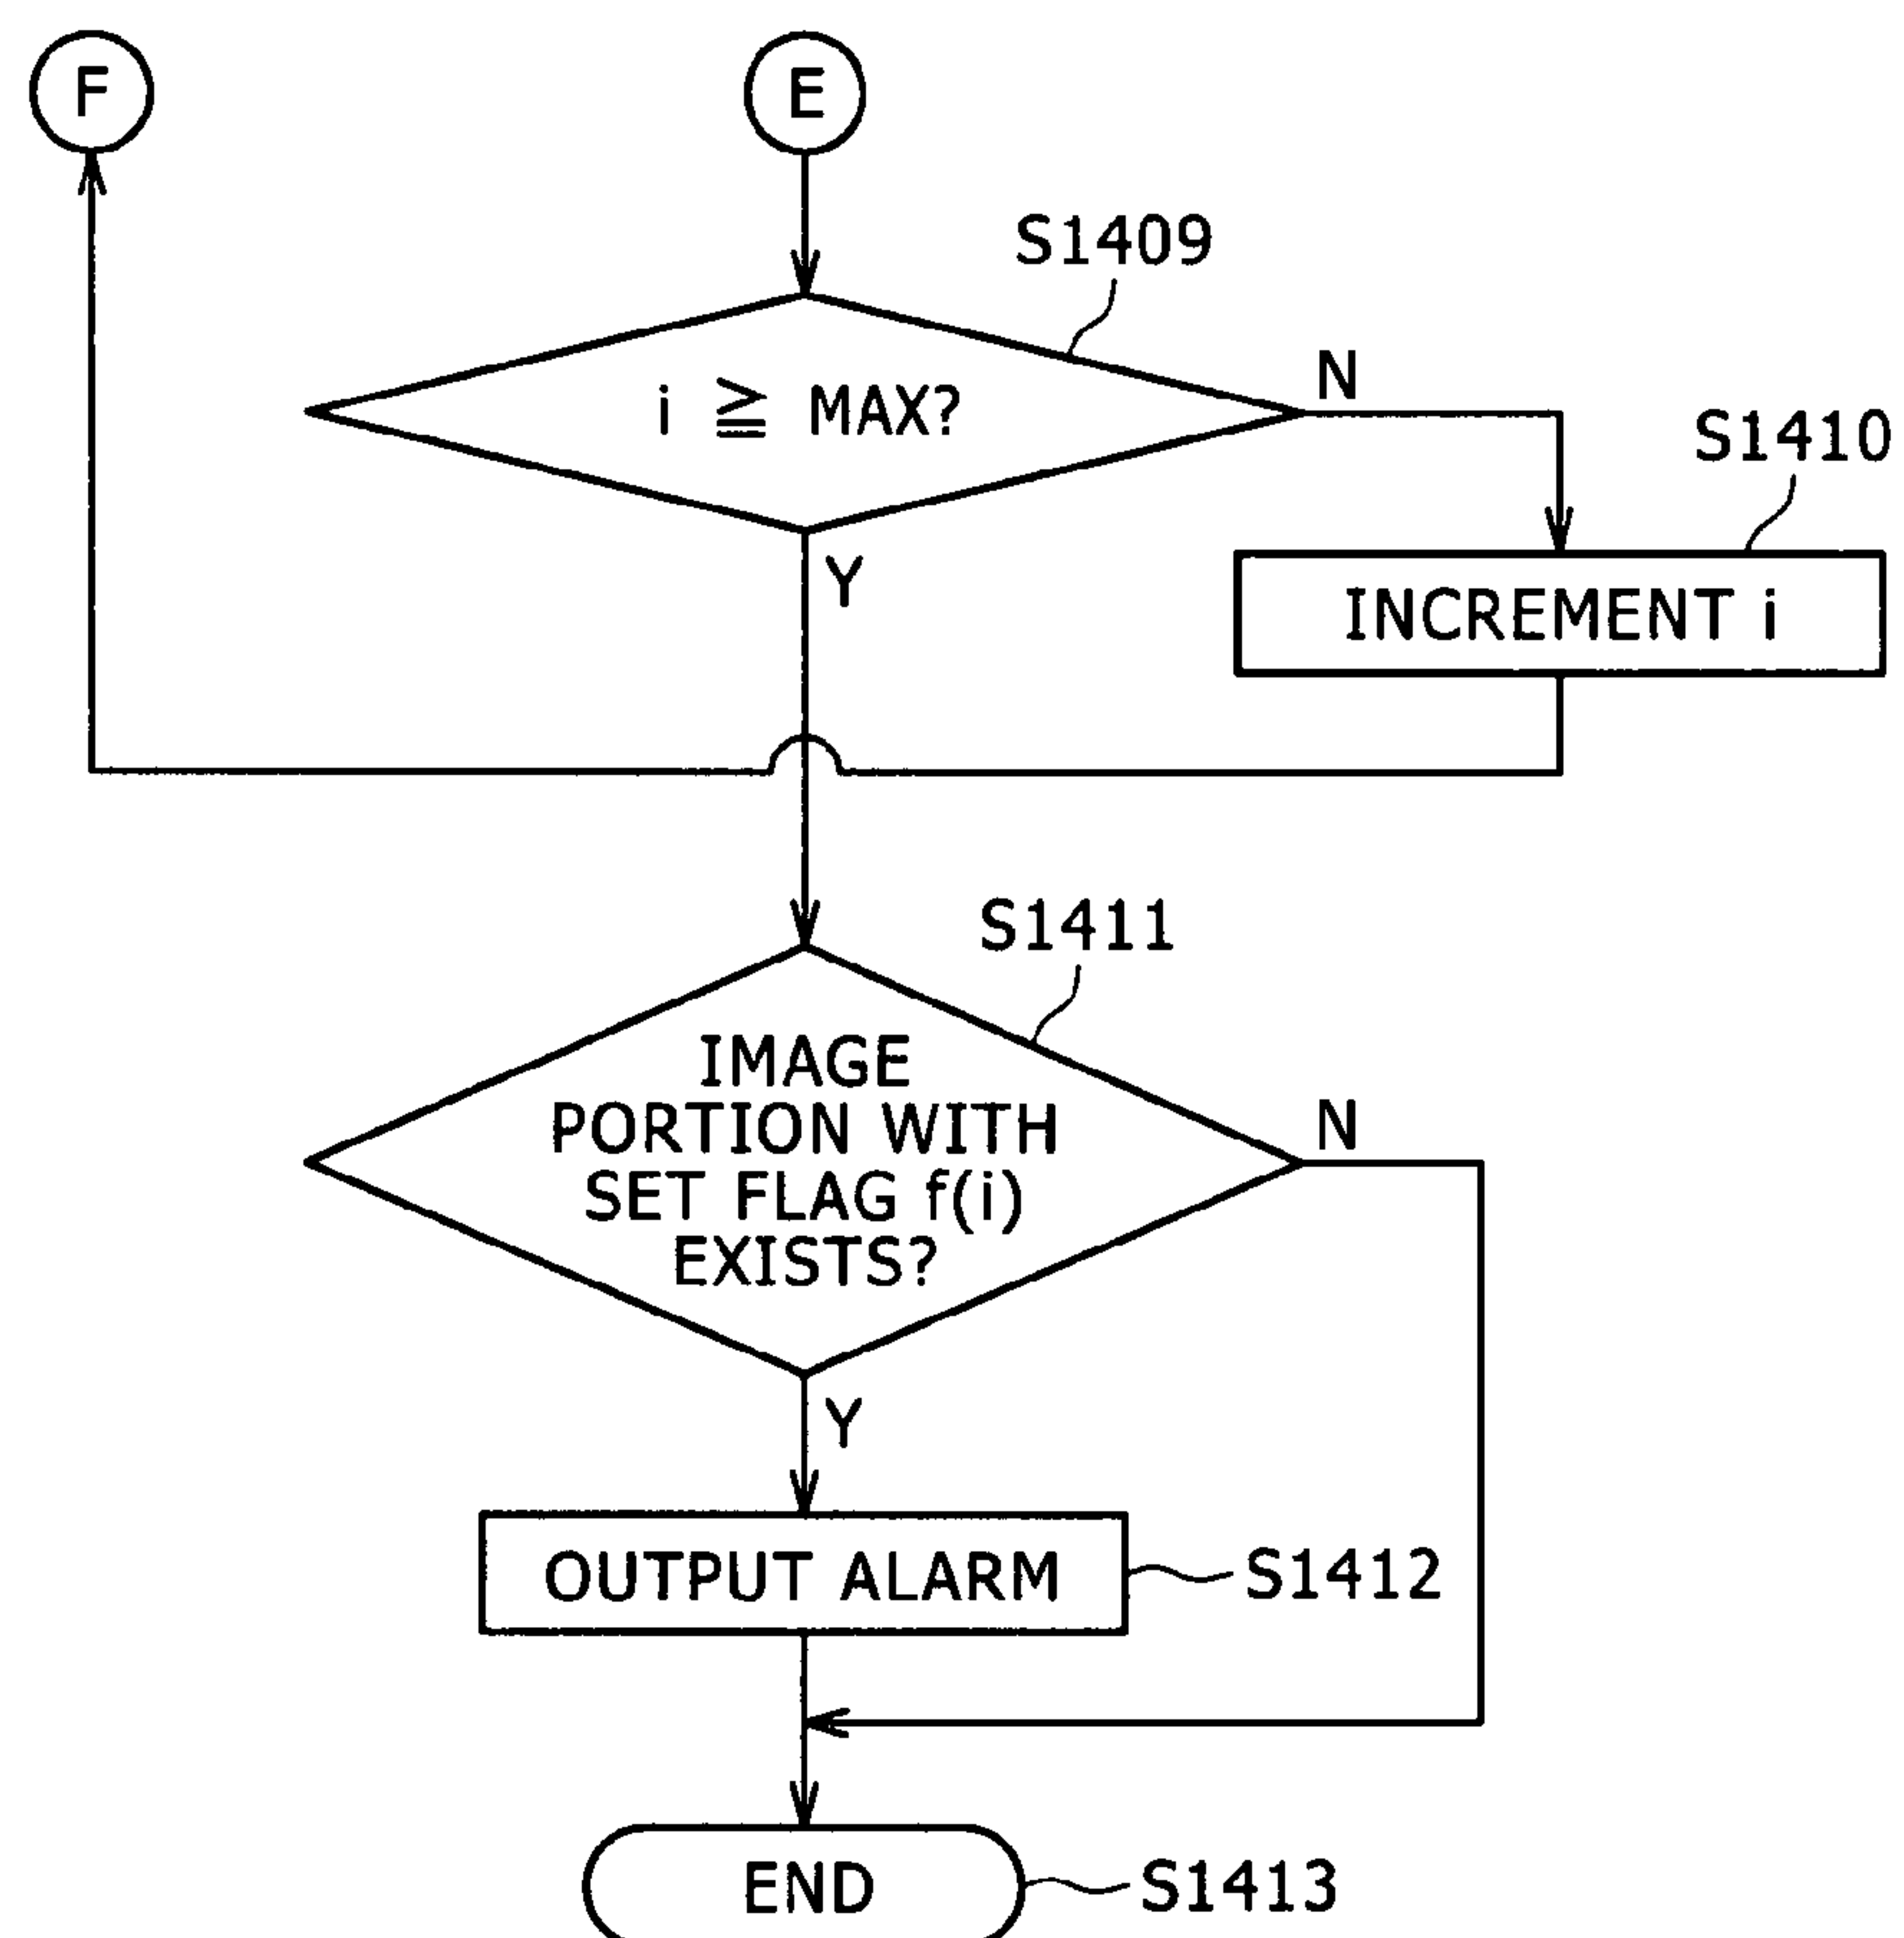 F
E
S1409
i ≧ MAX?
N
S1410
Y
INCREMENT i
S1411
IMAGE
PORTION WITH
SET FLAG f(i)
EXISTS?
N
Y
OUTPUT ALARM
S1412
END
S1413